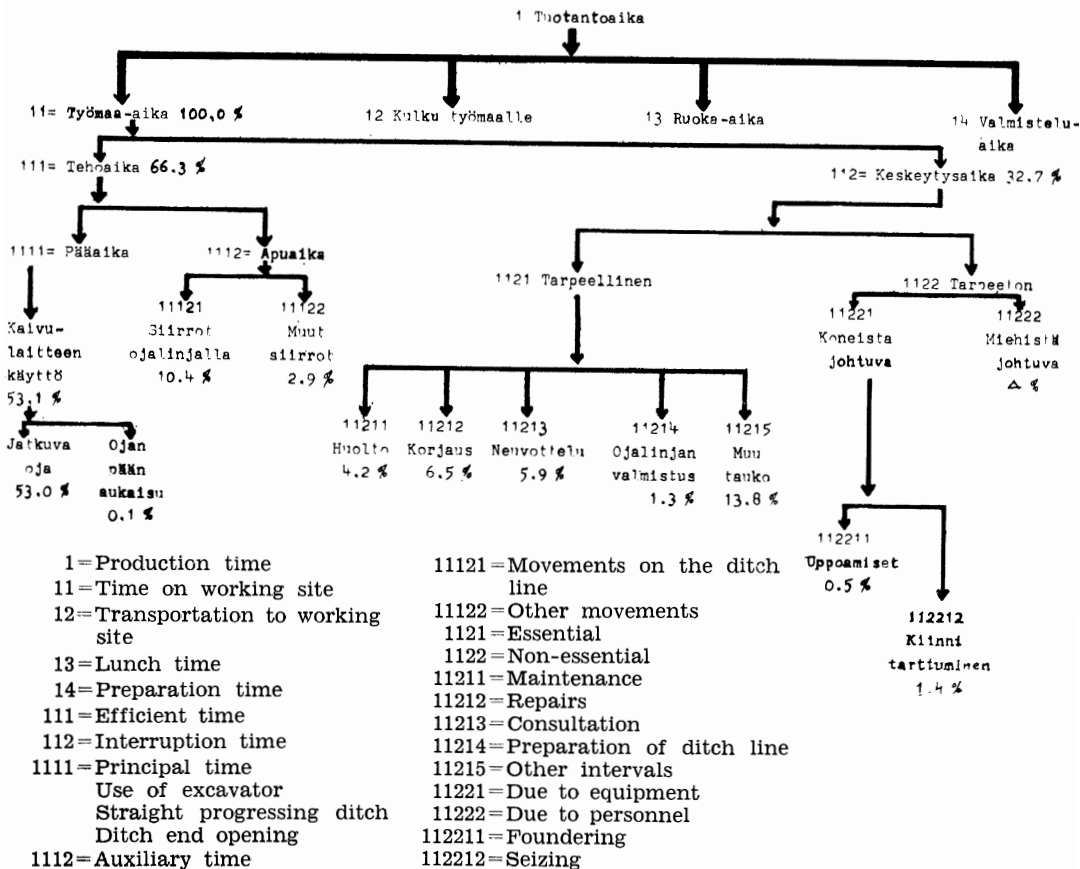 1 Tuotantoaika
11= Työmaa-aika 100,0 %
12 Kulku työmaalle
13 Ruoka-aika
14 Valmistelu-
aika
111= Tehoaika 66.3 %
112= Keskeytysaika 32.7 %
1111= Pääaika
1112= Apuaika
1121 Tarpeellinen
1122 Tarpeeton
Kaivu-
laitteen
käyttö
53.1 %
11121
Siirrot
ojalinjalla
10.4 %
11122
Muut
siirrot
2.9 %
11221
Koneista
johtuva
11222
Miehistä
johtuva
△ %
Jatkuva
oja
53.0 %
Ojan
pään
aukaisu
0.1 %
11211
Huolto
4.2 %
11212
Korjaus
6.5 %
11213
Neuvottelu
5.9 %
11214
Ojalinjan
valmistus
1.3 %
11215
Muu
tauko
13.8 %
112211
Uppoamiset
0.5 %
112212
Kiinni
tarttuminen
1.4 %
1=Production time
11=Time on working site
12=Transportation to working
site
13=Lunch time
14=Preparation time
111=Efficient time
112=Interruption time
1111=Principal time
Use of excavator
Straight progressing ditch
Ditch end opening
1112=Auxiliary time
11121=Movements on the ditch
line
11122=Other movements
1121=Essential
1122=Non-essential
11211=Maintenance
11212=Repairs
11213=Consultation
11214=Preparation of ditch line
11215=Other intervals
11221=Due to equipment
11222=Due to personnel
112211=Foundering
112212=Seizing